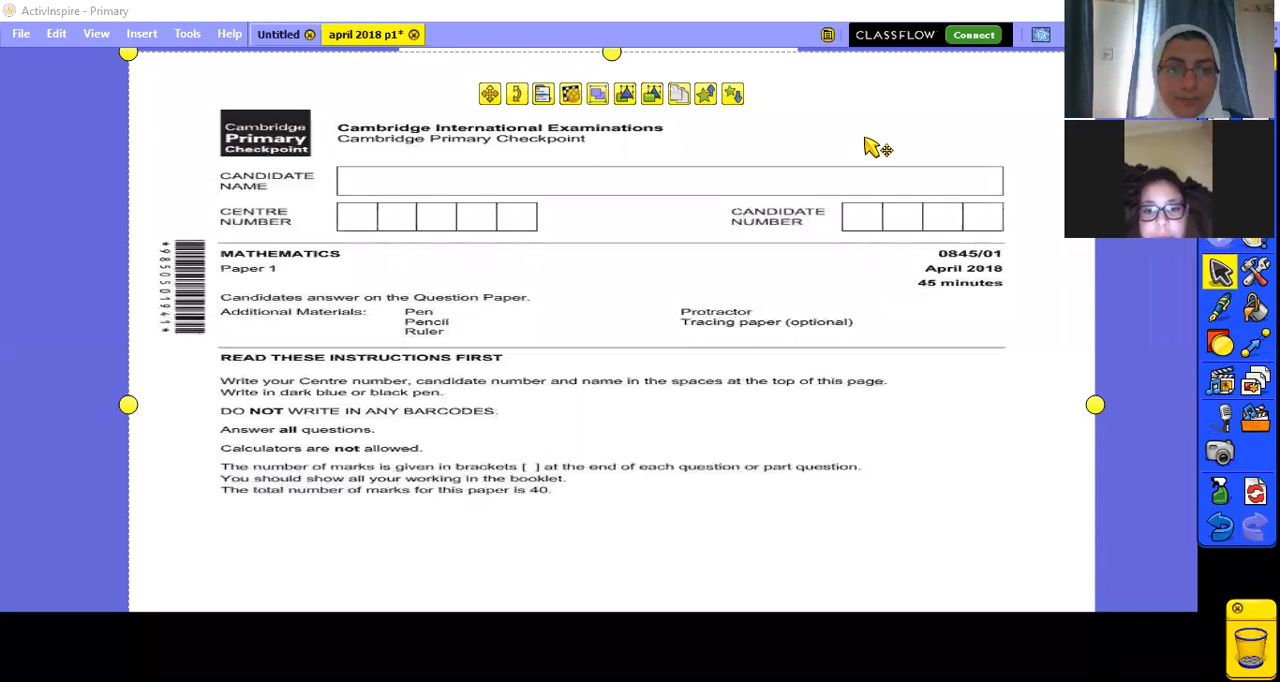 ActivInspire - Primary
File Edit View Insert Tools Help Untitled april 2018 p1* CLASSFLOW Connect
Cambridge
Primary
Checkpoint
Cambridge International Examinations
Cambridge Primary Checkpoint
CANDIDATE
NAME
CENTRE
NUMBER
CANDIDATE
NUMBER
*9850501941*
MATHEMATICS 0845/01
Paper 1 April 2018
45 minutes
Candidates answer on the Question Paper.
Additional Materials: Pen Protractor
Pencil Tracing paper (optional)
Ruler
READ THESE INSTRUCTIONS FIRST
Write your Centre number, candidate number and name in the spaces at the top of this page.
Write in dark blue or black pen.
DO NOT WRITE IN ANY BARCODES.
Answer all questions.
Calculators are not allowed.
The number of marks is given in brackets [ ] at the end of each question or part question.
You should show all your working in the booklet.
The total number of marks for this paper is 40.